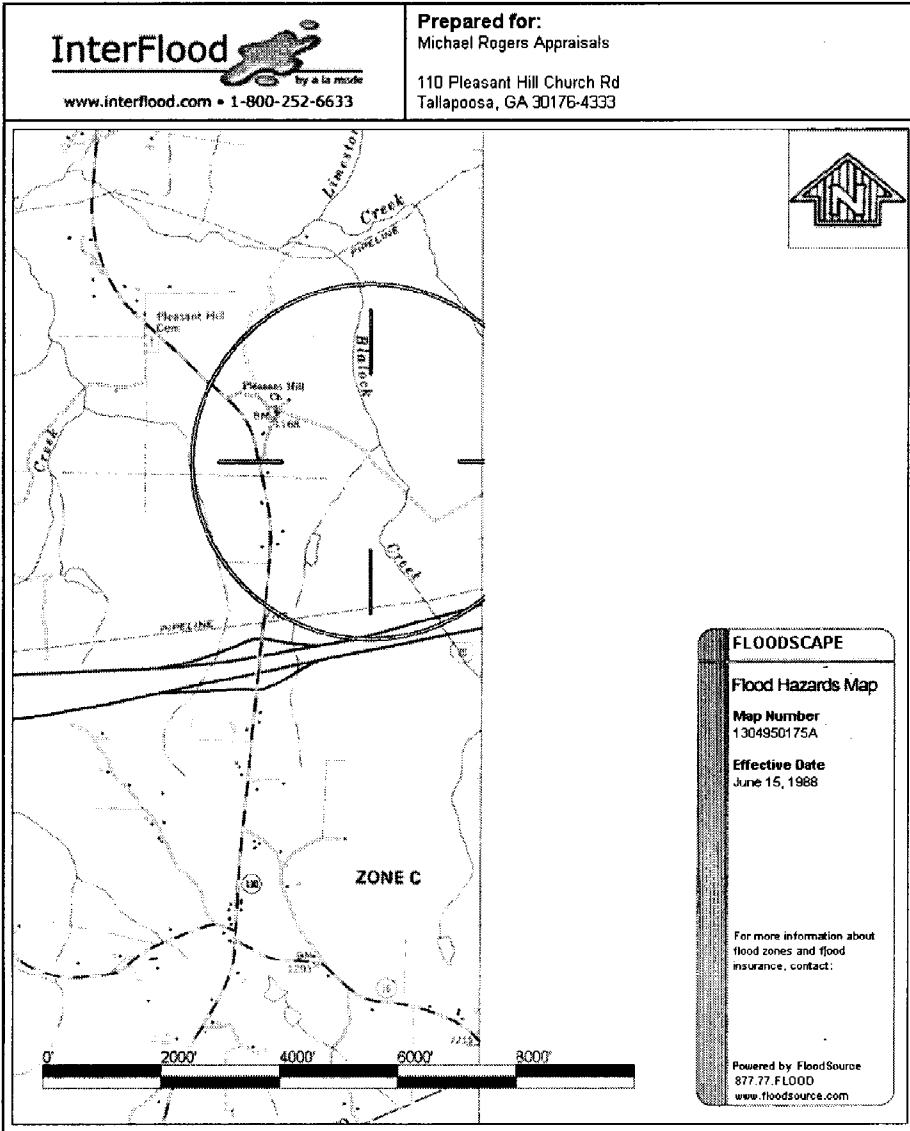 InterFlood
by a la mode
www.interflood.com • 1-800-252-6633
Prepared for:
Michael Rogers Appraisals
110 Pleasant Hill Church Rd
Tallapoosa, GA 30176-4333
N
Creek
PIPELINE
Pleasant Hill
Cem
Blalock
Pleasant Hill
Ch
Creek
Creek
PIPELINE
ZONE C
0'
2000'
4000'
6000'
8000'
FLOODSCAPE
Flood Hazards Map
Map Number
1304950175A
Effective Date
June 15, 1988
For more information about
flood zones and flood
insurance, contact:
Powered by FloodSource
877.77.FLOOD
www.floodsource.com